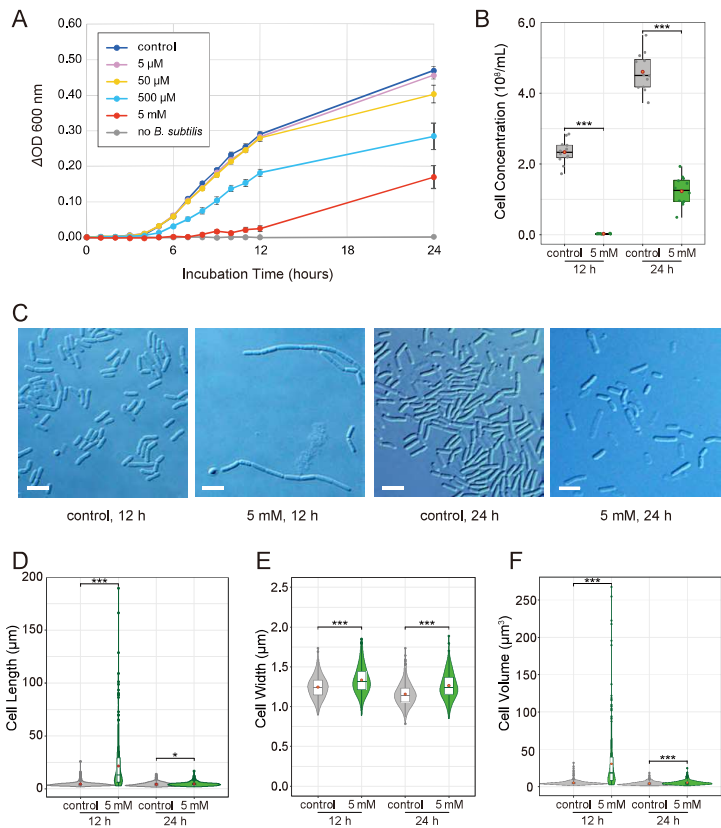 A
0.60
0.50
0.40
0.30
0.20
0.10
0.00
ΔOD 600 nm
control
5 µM
50 µM
500 µM
5 mM
no B. subtilis
0
6
12
18
24
Incubation Time (hours)
B
6.0
4.0
2.0
0.0
Cell Concentration (10⁸/mL)
***
***
control 5 mM control 5 mM
12 h 24 h
C
control, 12 h
5 mM, 12 h
control, 24 h
5 mM, 24 h
D
200
150
100
50
0
Cell Length (µm)
***
*
control 5 mM control 5 mM
12 h 24 h
E
2.5
2.0
1.5
1.0
0.5
0.0
Cell Width (µm)
***
***
control 5 mM control 5 mM
12 h 24 h
F
250
200
150
100
50
0
Cell Volume (µm³)
***
***
control 5 mM control 5 mM
12 h 24 h